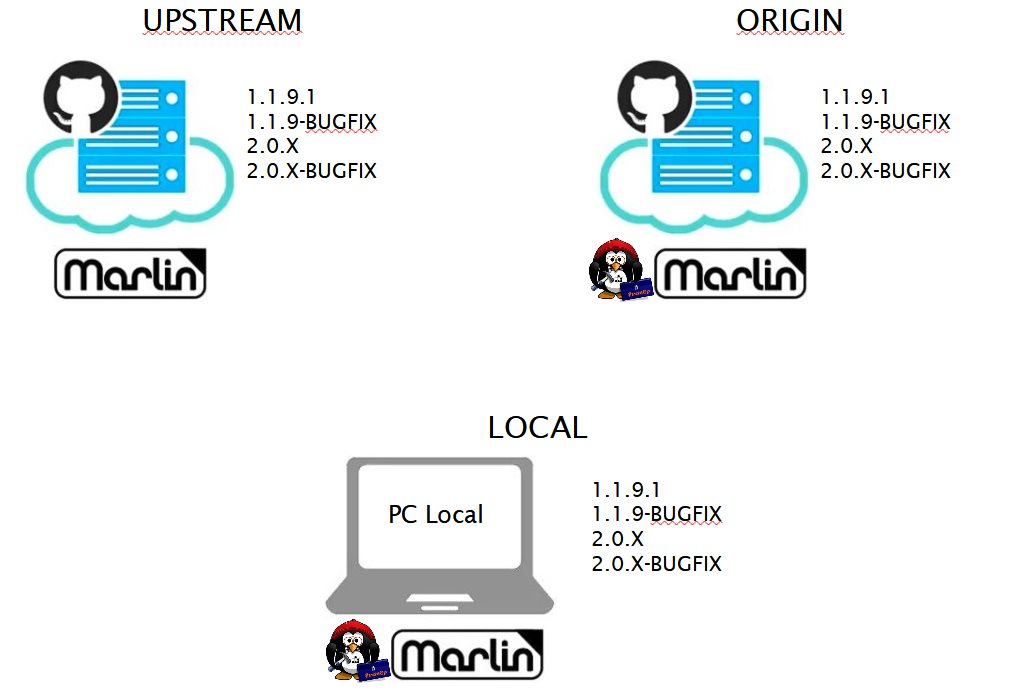 UPSTREAM
1.1.9.1
1.1.9-BUGFIX
2.0.X
2.0.X-BUGFIX
Marlin
ORIGIN
1.1.9.1
1.1.9-BUGFIX
2.0.X
2.0.X-BUGFIX
Marlin
LOCAL
PC Local
1.1.9.1
1.1.9-BUGFIX
2.0.X
2.0.X-BUGFIX
Marlin